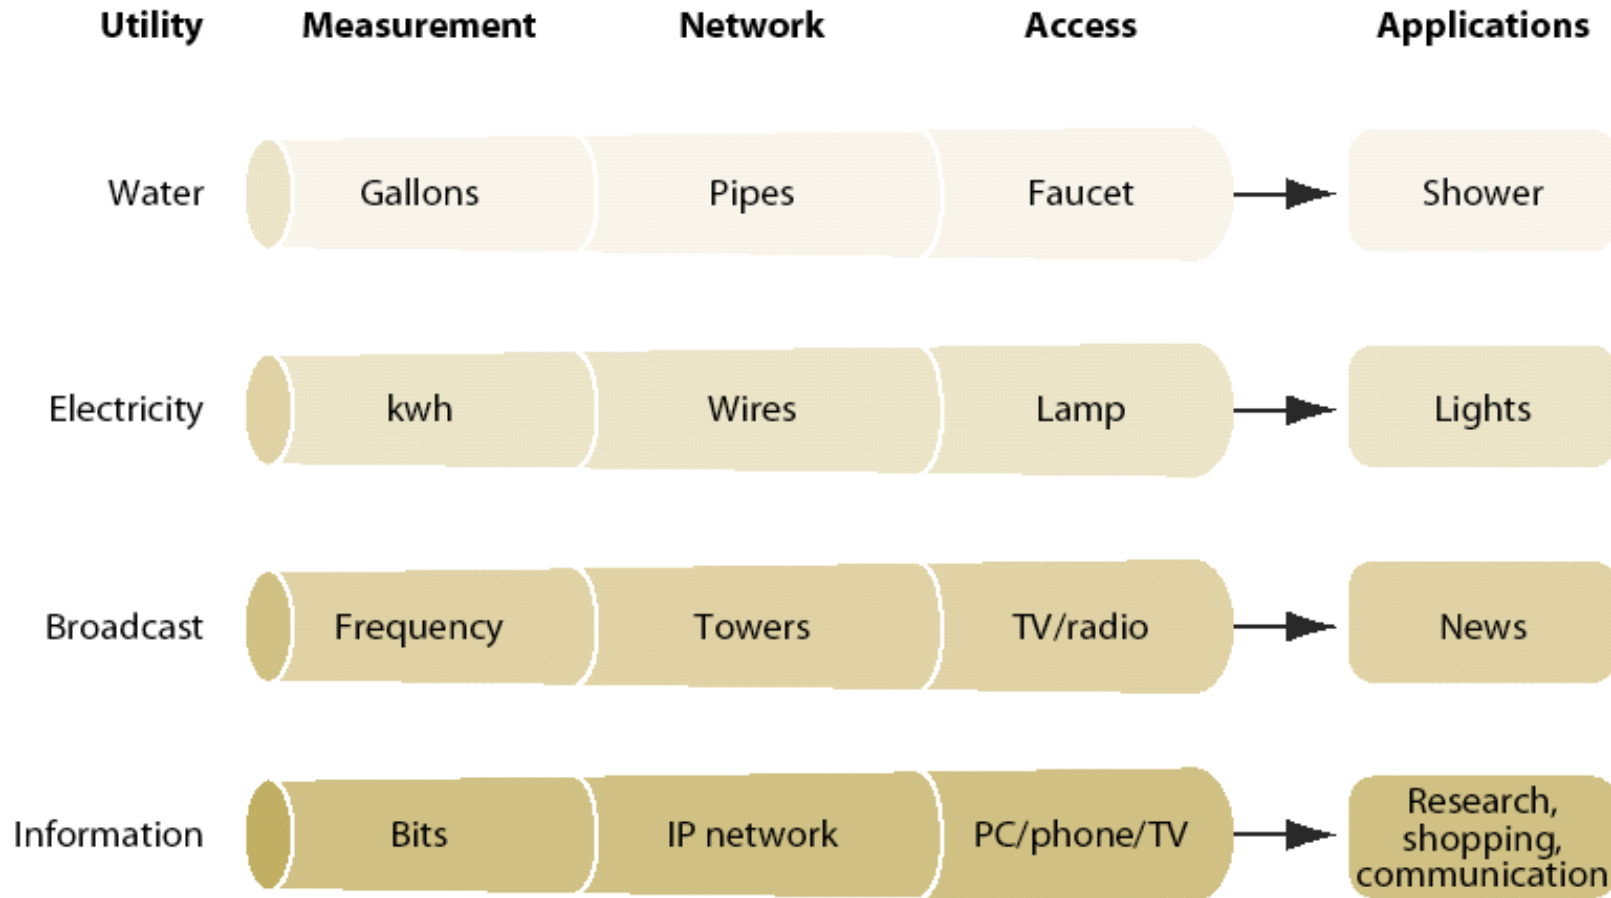 Utility Measurement Network Access Applications
Water Gallons Pipes Faucet Shower
Electricity kwh Wires Lamp Lights
Broadcast Frequency Towers TV/radio News
Information Bits IP network PC/phone/TV Research,
shopping,
communication